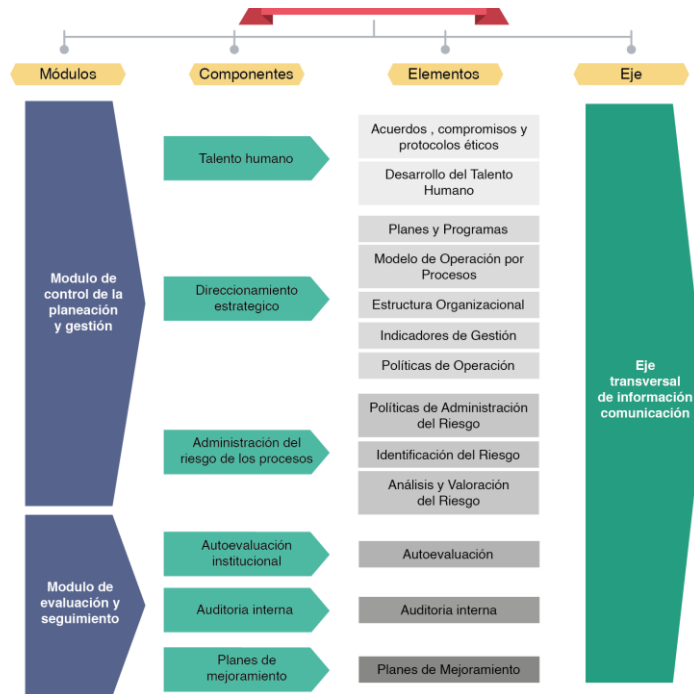 Módulos
Componentes
Elementos
Eje
Modulo de
control de la
planeación
y gestión
Talento humano
Acuerdos , compromisos y
protocolos éticos
Desarrollo del Talento
Humano
Direccionamiento
estrategico
Planes y Programas
Modelo de Operación por
Procesos
Estructura Organizacional
Indicadores de Gestión
Políticas de Operación
Administración del
riesgo de los procesos
Políticas de Administración
del Riesgo
Identificación del Riesgo
Análisis y Valoración
del Riesgo
Modulo de
evaluación y
seguimiento
Autoevaluación
institucional
Autoevaluación
Auditoria interna
Auditoria interna
Planes de
mejoramiento
Planes de Mejoramiento
Eje
transversal
de información
comunicación